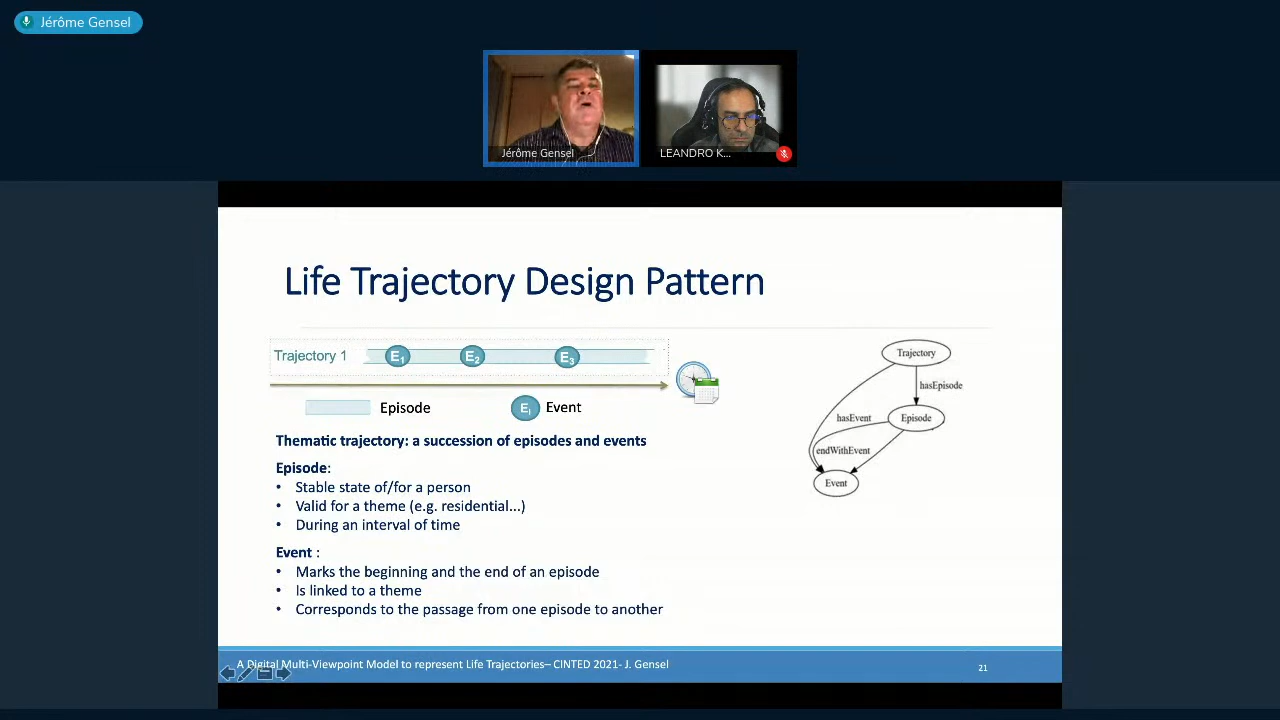 Jérôme Gensel
Jérôme Gensel
LEANDRO K...
Life Trajectory Design Pattern
Trajectory 1
E1
E2
E3
Episode
Ei
Event
Thematic trajectory: a succession of episodes and events
Episode:
• Stable state of/for a person
• Valid for a theme (e.g. residential...)
• During an interval of time
Event :
• Marks the beginning and the end of an episode
• Is linked to a theme
• Corresponds to the passage from one episode to another
Trajectory
hasEpisode
hasEvent
Episode
endWithEvent
Event
A Digital Multi-Viewpoint Model to represent Life Trajectories– CINTED 2021- J. Gensel
21